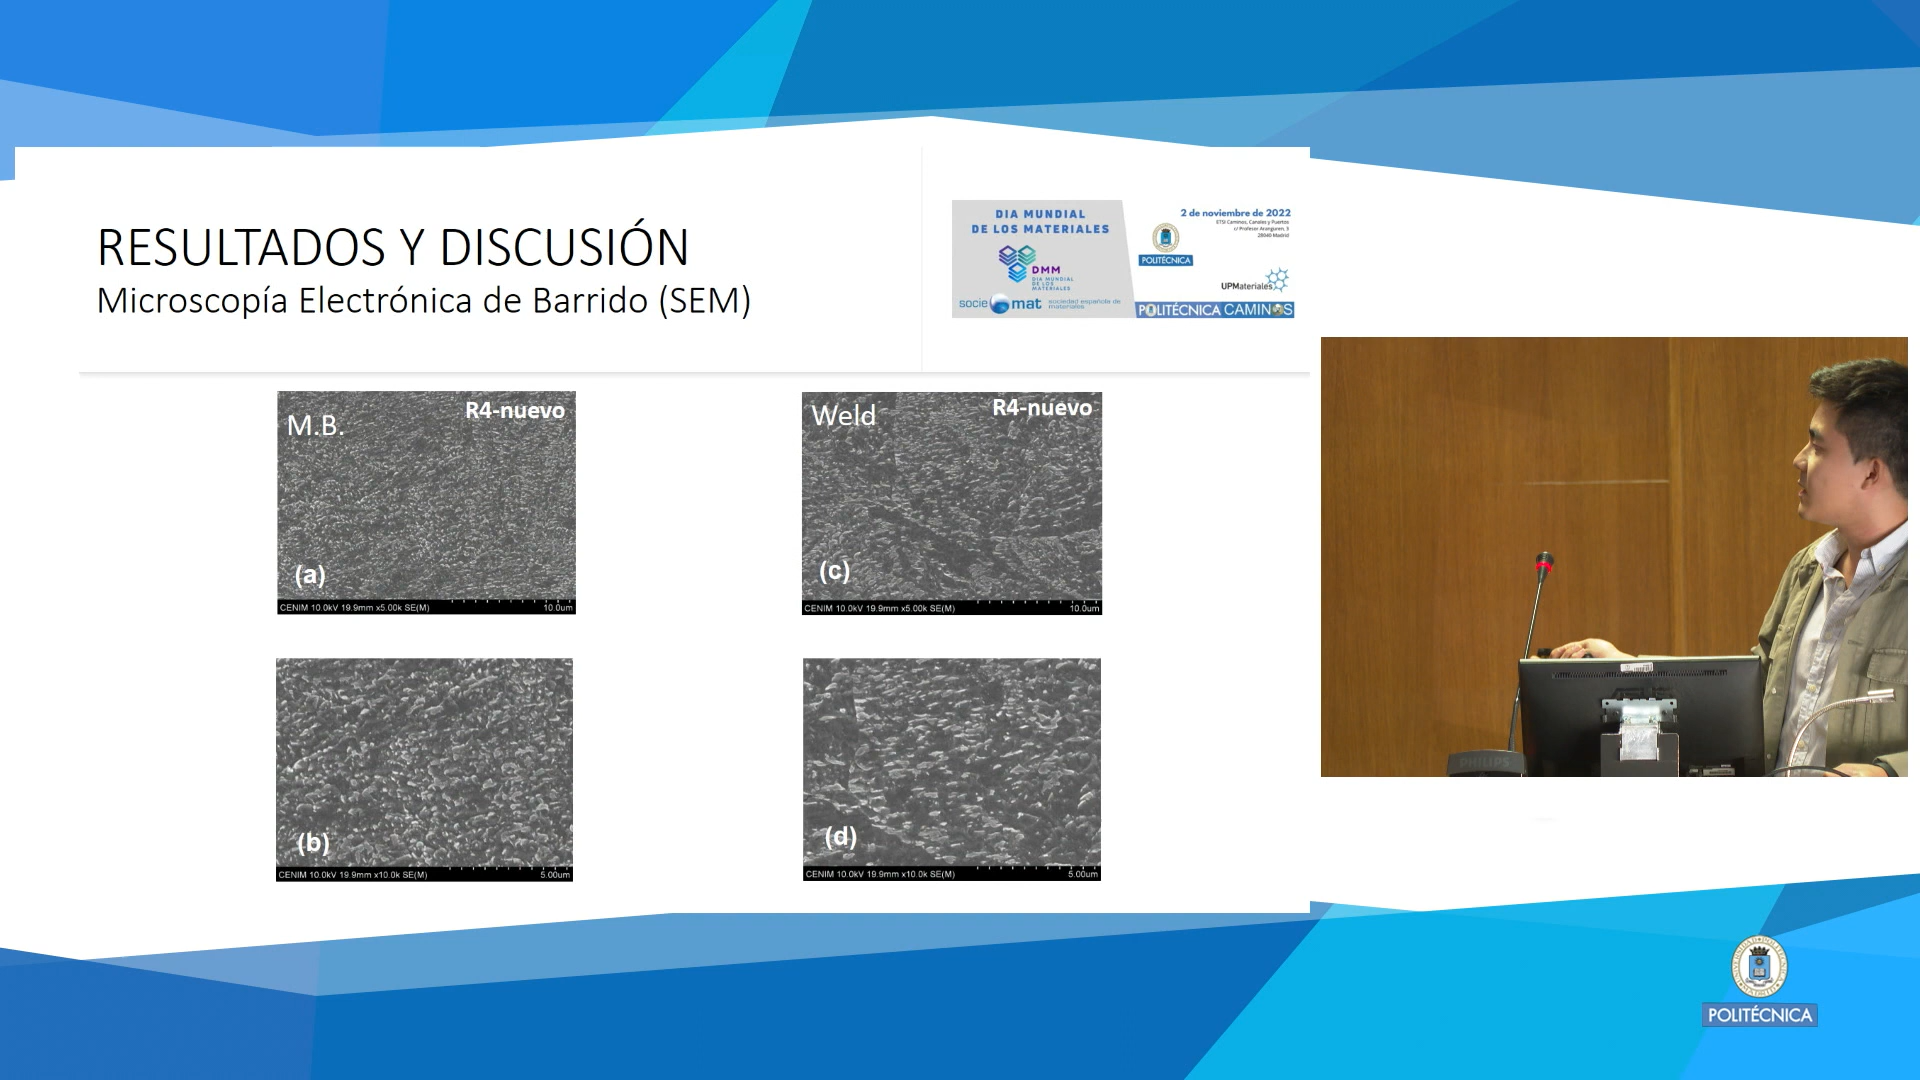 RESULTADOS Y DISCUSIÓN
Microscopía Electrónica de Barrido (SEM)
DIA MUNDIAL
DE LOS MATERIALES
DMM
DIA MUNDIAL
DE LOS
MATERIALES
socie mat sociedad española de
materiales
2 de noviembre de 2022
ETSI Caminos, Canales y Puertos
c/ Profesor Aranguren, 3
28040 Madrid
POLITÉCNICA
UPMateriales
POLITÉCNICA CAMINOS
M.B.
R4-nuevo
(a)
CENIM 10.0kV 19.9mm x5.00k SE(M) 10.0um
Weld
R4-nuevo
(c)
CENIM 10.0kV 19.9mm x5.00k SE(M) 10.0um
(b)
CENIM 10.0kV 19.9mm x10.0k SE(M) 5.00um
(d)
CENIM 10.0kV 19.9mm x10.0k SE(M) 5.00um
PHILIPS
POLITÉCNICA